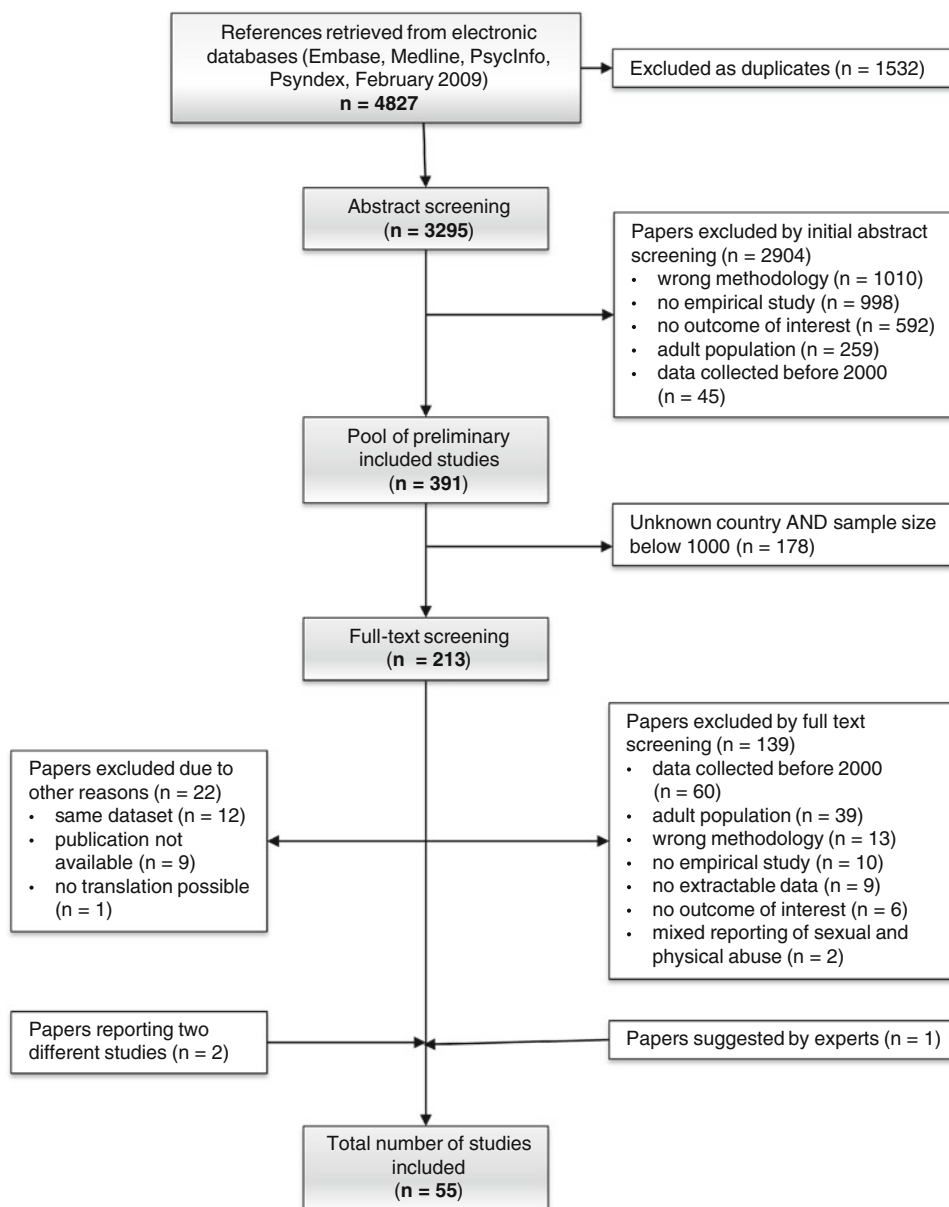 References retrieved from electronic
databases (Embase, Medline, PsycInfo,
Psyndex, February 2009)
n = 4827
Excluded as duplicates (n = 1532)
Abstract screening
(n = 3295)
Papers excluded by initial abstract
screening (n = 2904)
• wrong methodology (n = 1010)
• no empirical study (n = 998)
• no outcome of interest (n = 592)
• adult population (n = 259)
• data collected before 2000
(n = 45)
Pool of preliminary
included studies
(n = 391)
Unknown country AND sample size
below 1000 (n = 178)
Full-text screening
(n = 213)
Papers excluded due to
other reasons (n = 22)
• same dataset (n = 12)
• publication not
available (n = 9)
• no translation possible
(n = 1)
Papers excluded by full text
screening (n = 139)
• data collected before 2000
(n = 60)
• adult population (n = 39)
• wrong methodology (n = 13)
• no empirical study (n = 10)
• no extractable data (n = 9)
• no outcome of interest (n = 6)
• mixed reporting of sexual and
physical abuse (n = 2)
Papers reporting two
different studies (n = 2)
Papers suggested by experts (n = 1)
Total number of studies
included
(n = 55)